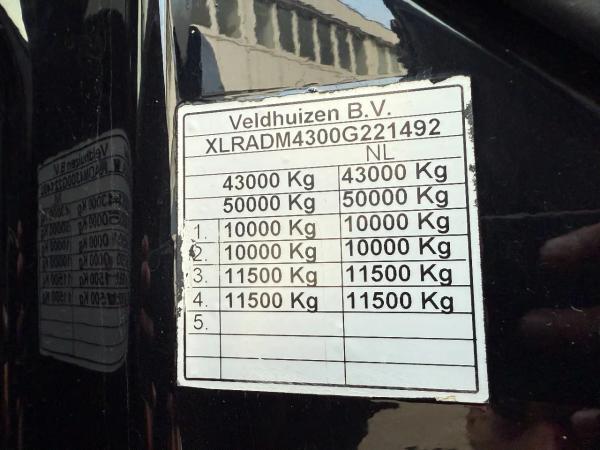 Veldhuizen B.V.
XLRADM4300G221492
NL
43000 Kg 43000 Kg
50000 Kg 50000 Kg
1. 10000 Kg 10000 Kg
2. 10000 Kg 10000 Kg
3. 11500 Kg 11500 Kg
4. 11500 Kg 11500 Kg
5.